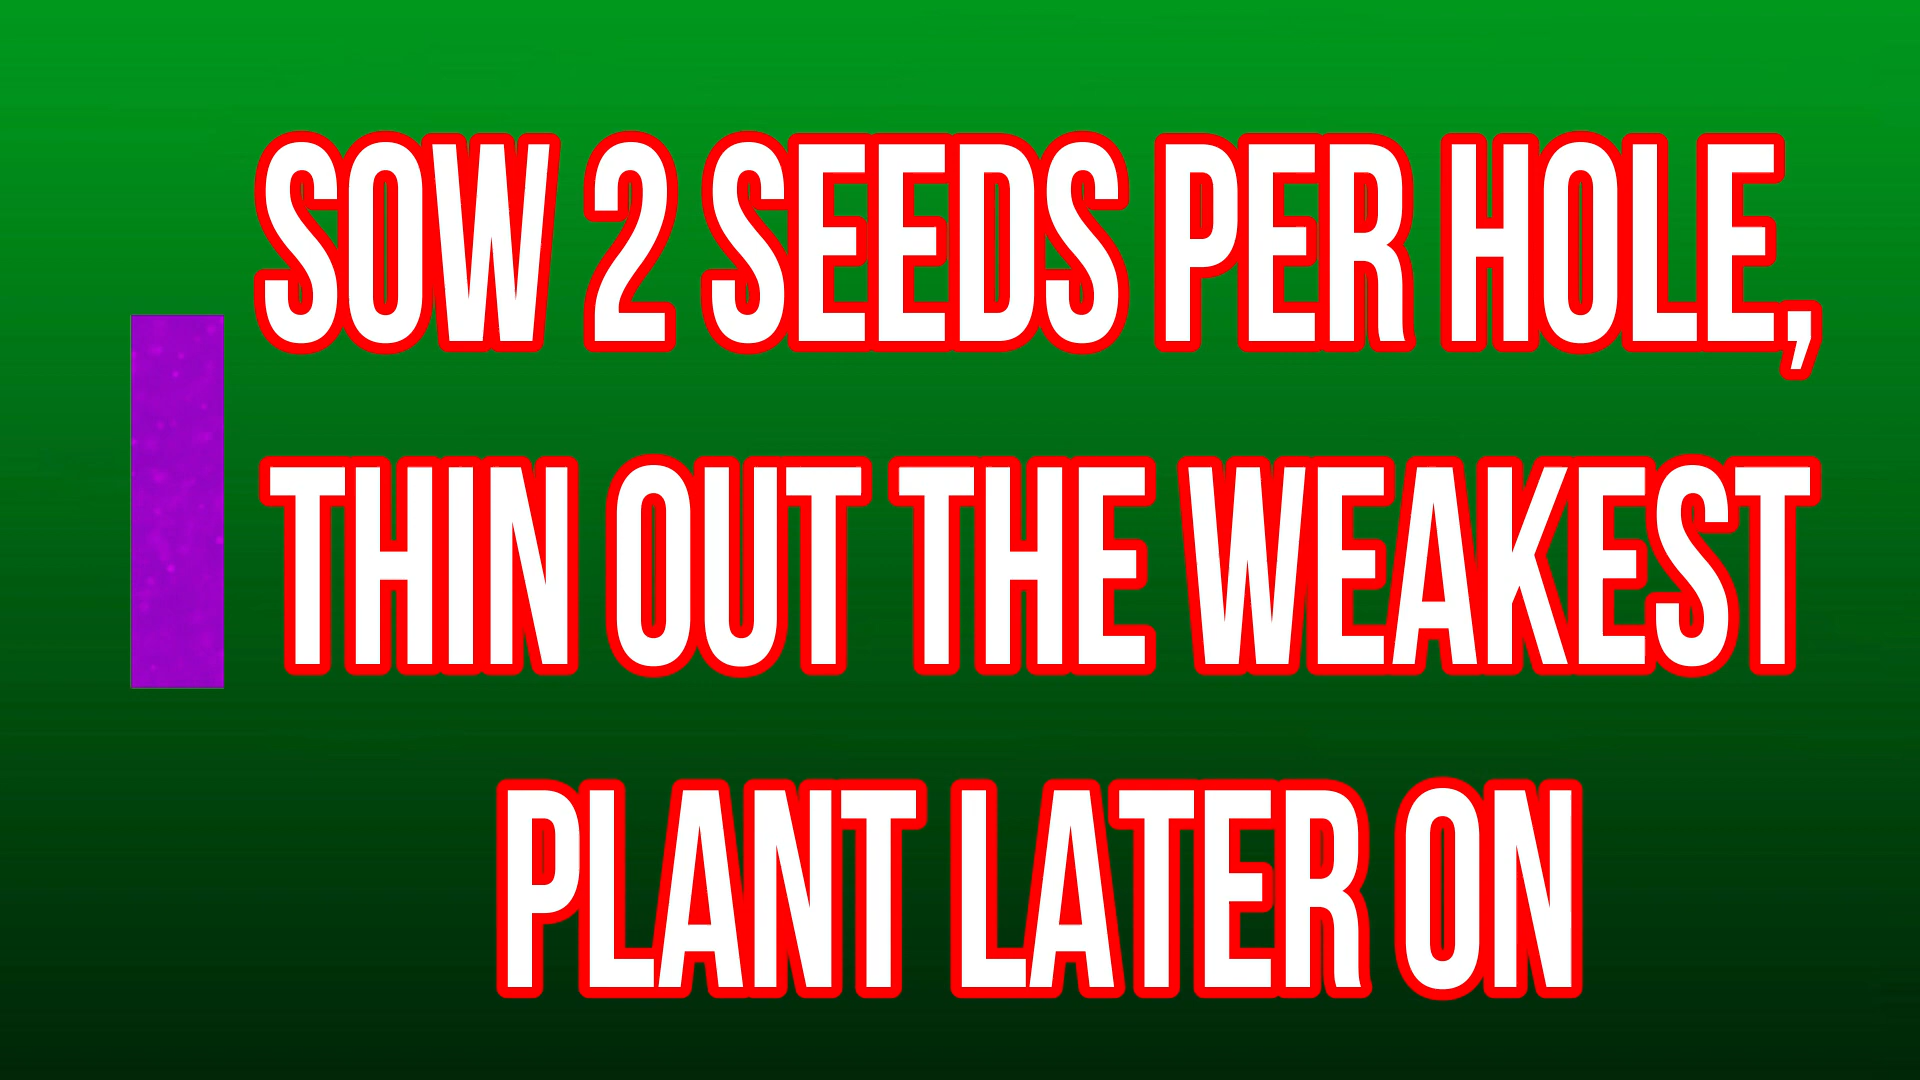 SOW 2 SEEDS PER HOLE,
THIN OUT THE WEAKEST
PLANT LATER ON